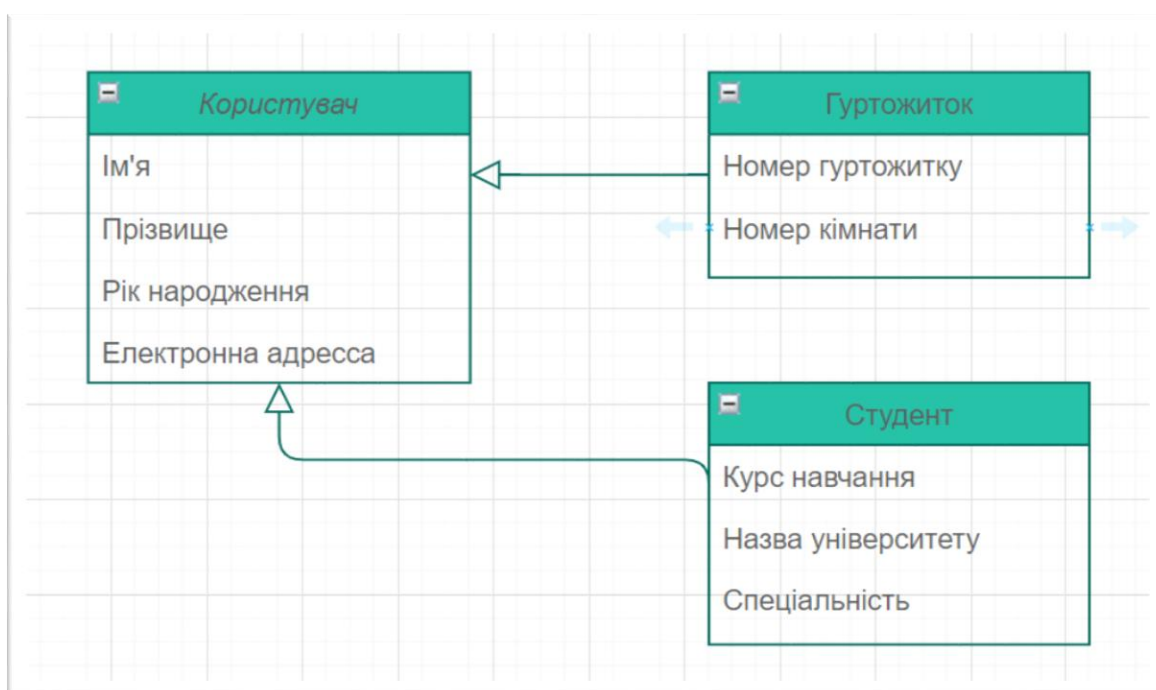 Користувач
Ім'я
Прізвище
Рік народження
Електронна адресса
Гуртожиток
Номер гуртожитку
Номер кімнати
Студент
Курс навчання
Назва університету
Спеціальність